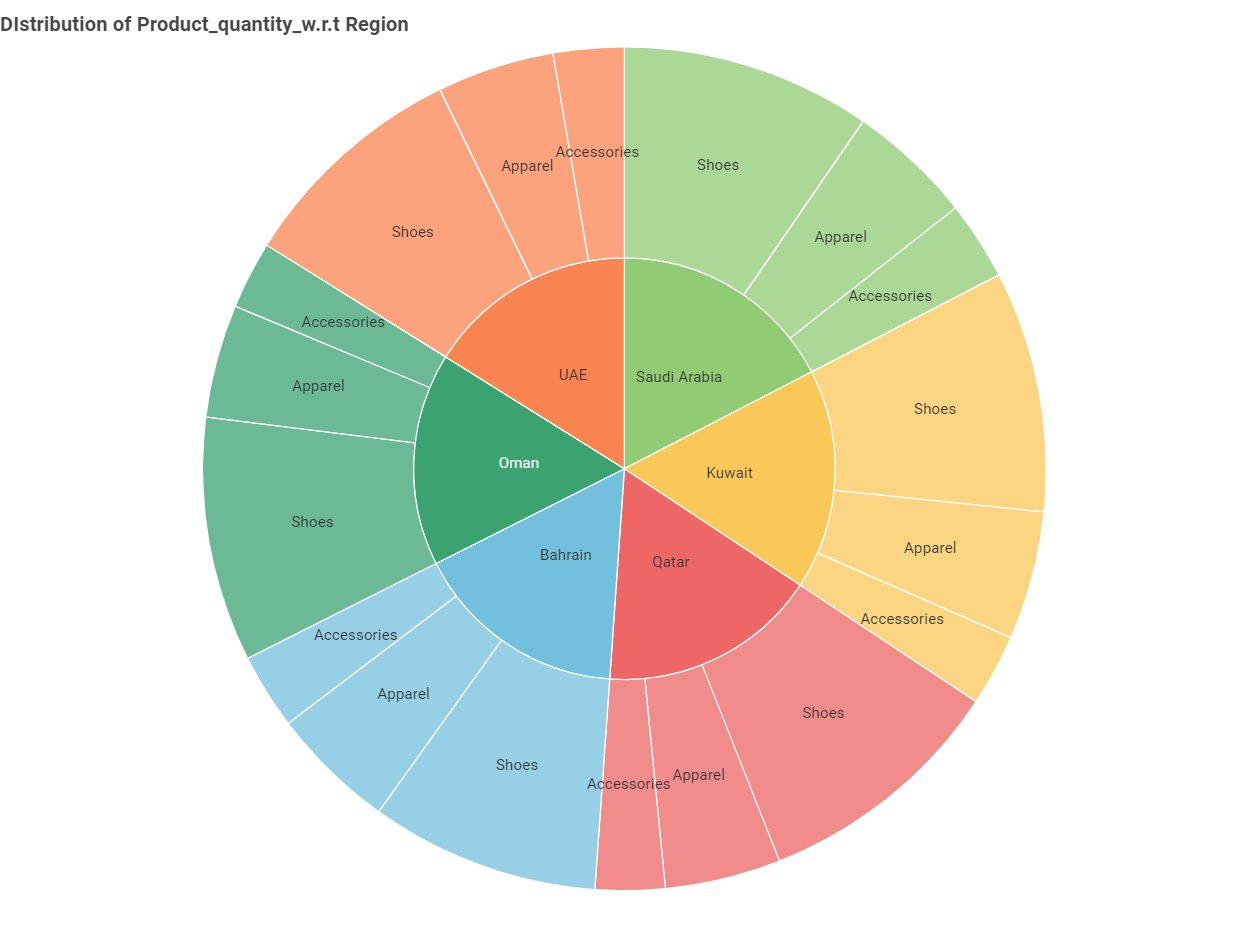 DIstribution of Product_quantity_w.r.t Region
Accessories
Apparel
Shoes
Shoes
Apparel
Accessories
Accessories
Apparel
Shoes
UAE
Saudi Arabia
Shoes
Kuwait
Oman
Apparel
Bahrain
Qatar
Accessories
Accessories
Apparel
Shoes
Shoes
Apparel
Accessories